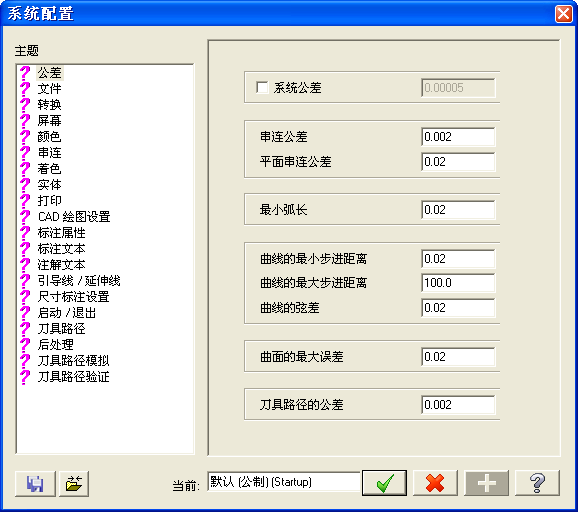 系统配置
主题
公差
文件
转换
屏幕
颜色
串连
着色
实体
打印
CAD 绘图设置
标注属性
标注文本
注解文本
引导线 / 延伸线
尺寸标注设置
启动 / 退出
刀具路径
后处理
刀具路径模拟
刀具路径验证
系统公差 0.00005
串连公差 0.002
平面串连公差 0.02
最小弧长 0.02
曲线的最小步进距离 0.02
曲线的最大步进距离 100.0
曲线的弦差 0.02
曲面的最大误差 0.02
刀具路径的公差 0.002
当前: 默认 (公制) (Startup)